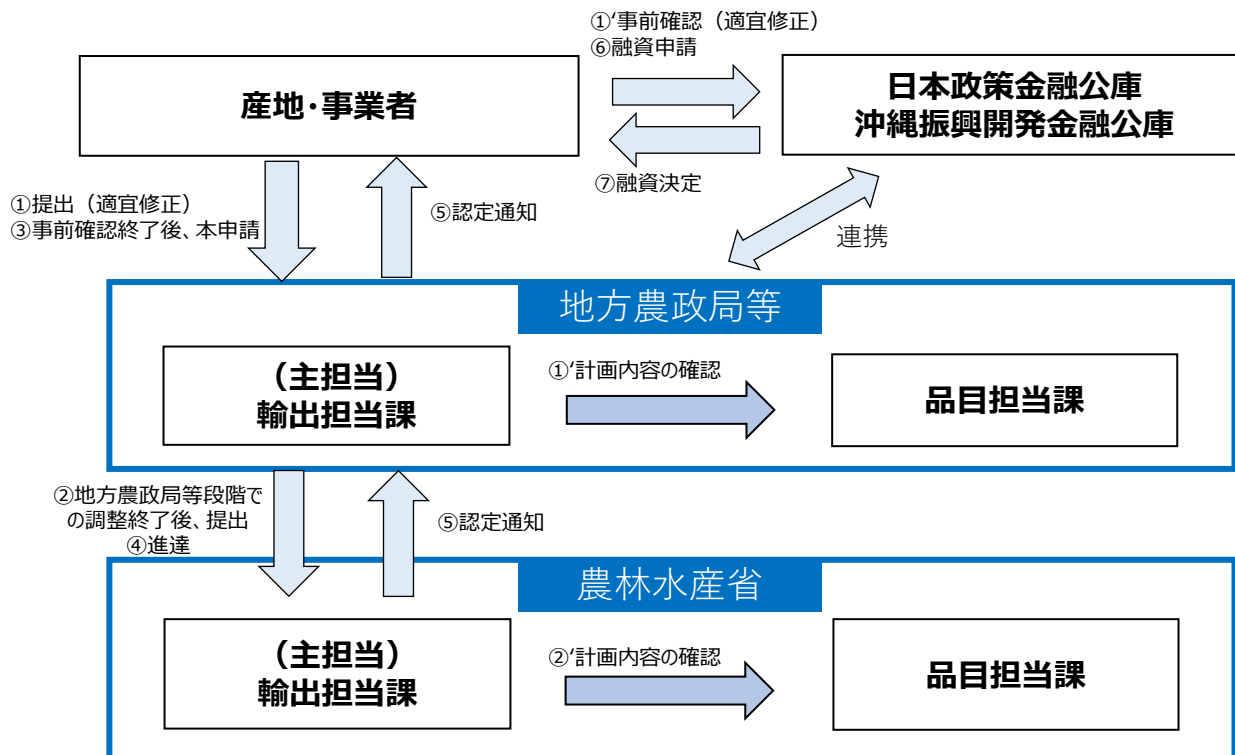 ①‘事前確認（適宜修正）
⑥融資申請
産地・事業者
日本政策金融公庫
沖縄振興開発金融公庫
⑦融資決定
①提出（適宜修正）
③事前確認終了後、本申請
⑤認定通知
連携
地方農政局等
（主担当）
輸出担当課
①‘計画内容の確認
品目担当課
②地方農政局等段階で
の調整終了後、提出
④進達
⑤認定通知
農林水産省
（主担当）
輸出担当課
②‘計画内容の確認
品目担当課